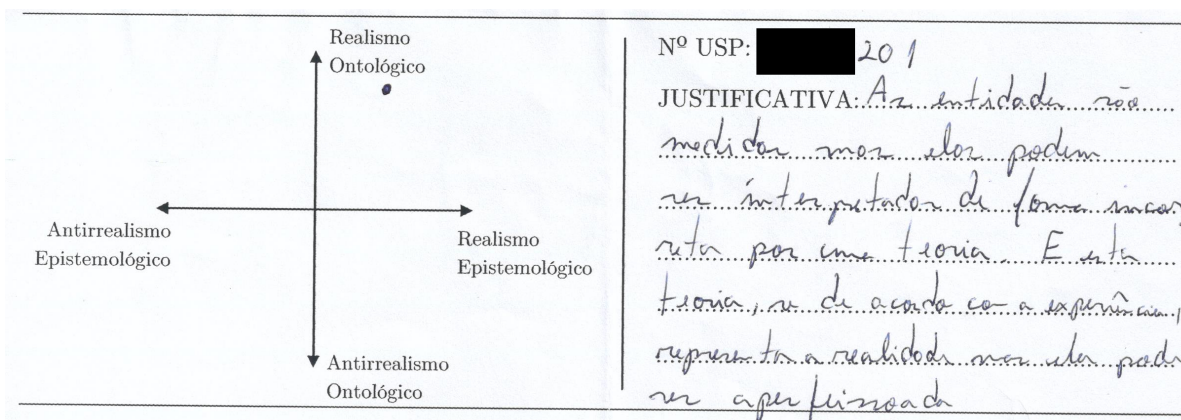 Realismo
Ontológico
Antirrealismo
Epistemológico
Realismo
Epistemológico
Antirrealismo
Ontológico
Nº USP: 201
JUSTIFICATIVA: As entidades são
medidas mas elas podem
ser interpretadas de forma incor
reta por uma teoria. E esta
teoria, se de acordo com a experiência,
representa a realidade mas ela pode
ser aperfeissoada